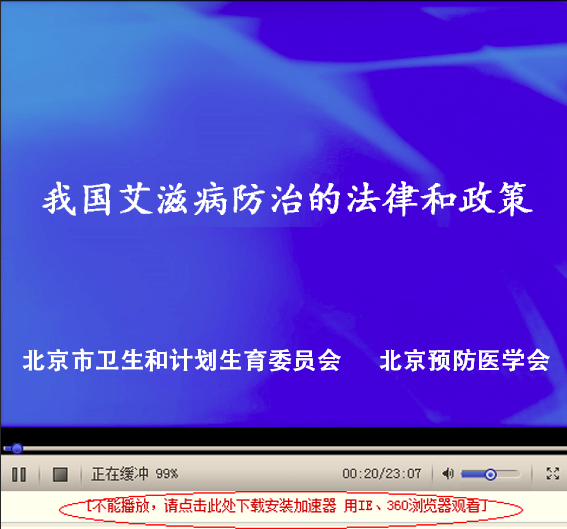 我国艾滋病防治的法律和政策
北京市卫生和计划生育委员会 北京预防医学会
正在缓冲 99% 00:20/23:07
[不能播放，请点击此处下载安装加速器 用IE、360浏览器观看]